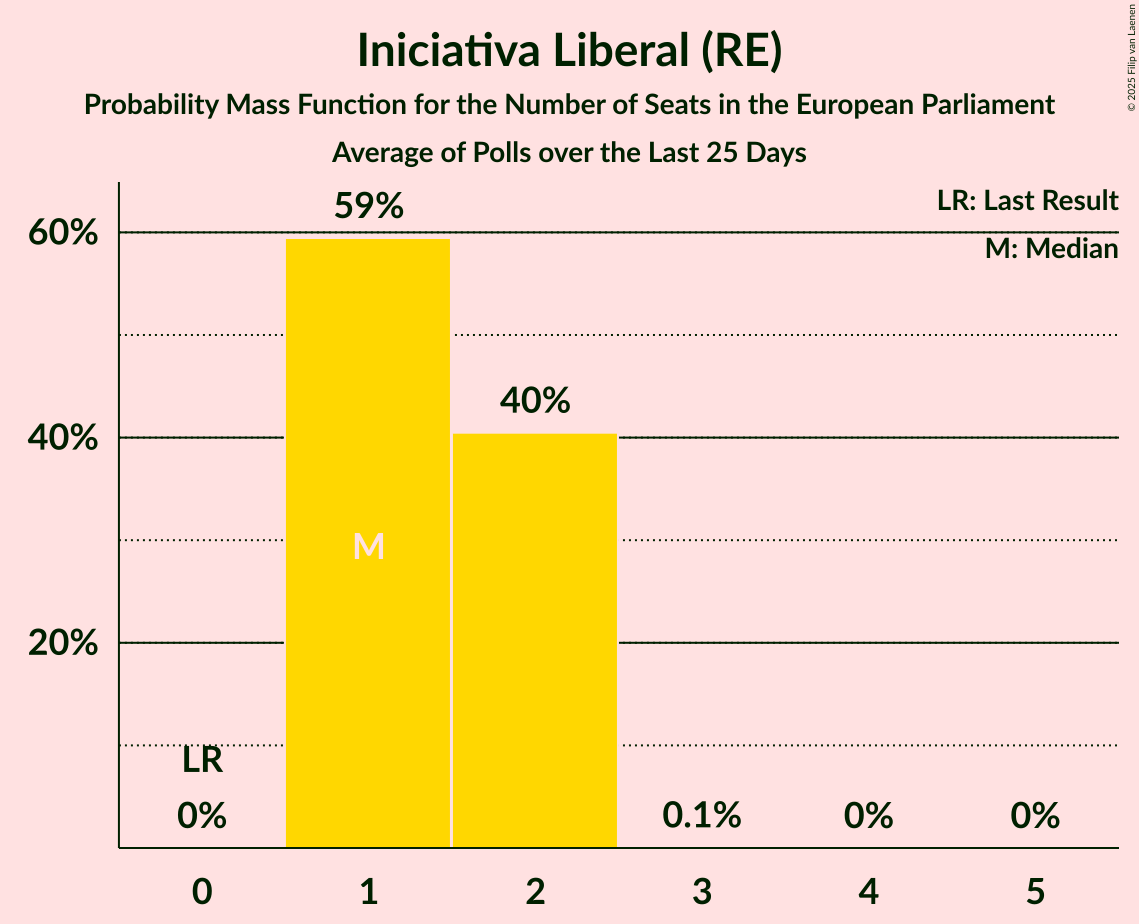 Iniciativa Liberal (RE)
Probability Mass Function for the Number of Seats in the European Parliament
Average of Polls over the Last 25 Days
© 2025 Filip van Laenen
LR: Last Result
M: Median
60%
40%
20%
59%
40%
M
LR
0%
0.1%
0%
0%
0 1 2 3 4 5